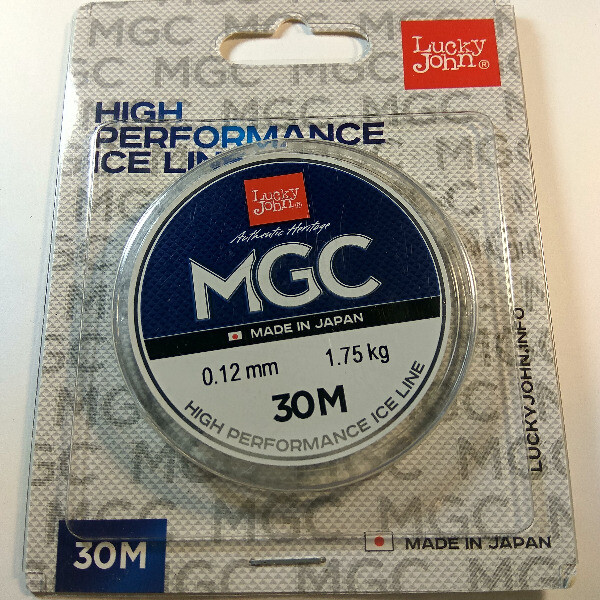 Lucky
John®
HIGH
PERFORMANCE
ICE LINE
Lucky
John®
Authentic Heritage
MGC
MADE IN JAPAN
0.12 mm 1.75 kg
30M
HIGH PERFORMANCE ICE LINE
LUCKYJOHN.INFO
30M
MADE IN JAPAN